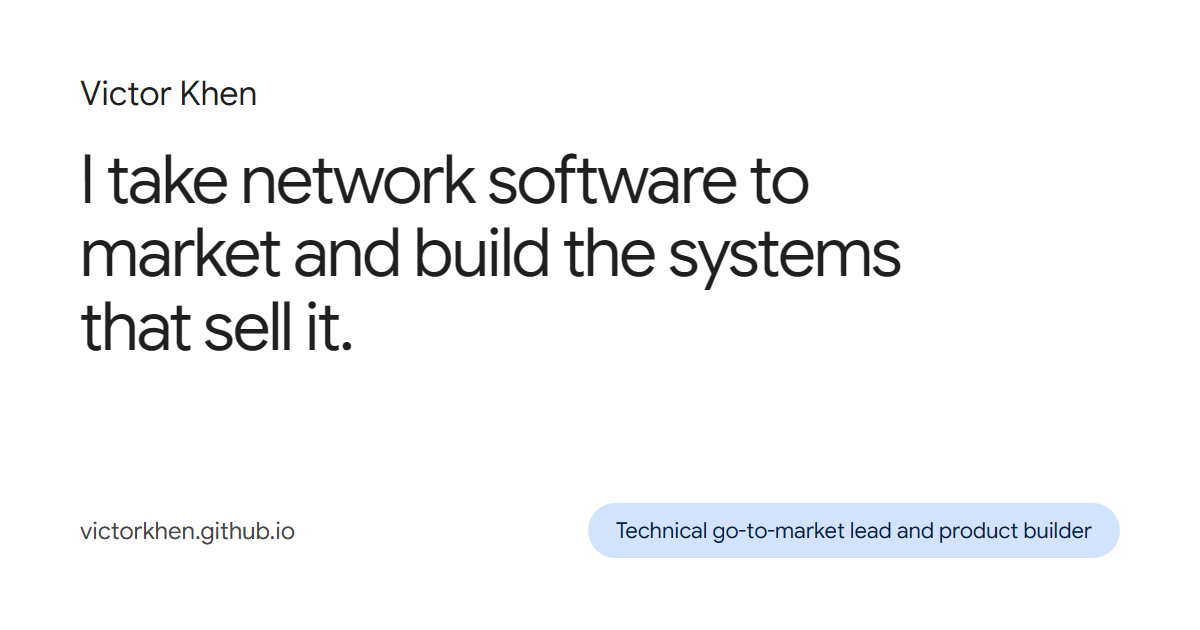 Victor Khen
I take network software to
market and build the systems
that sell it.
victorkhen.github.io
Technical go-to-market lead and product builder